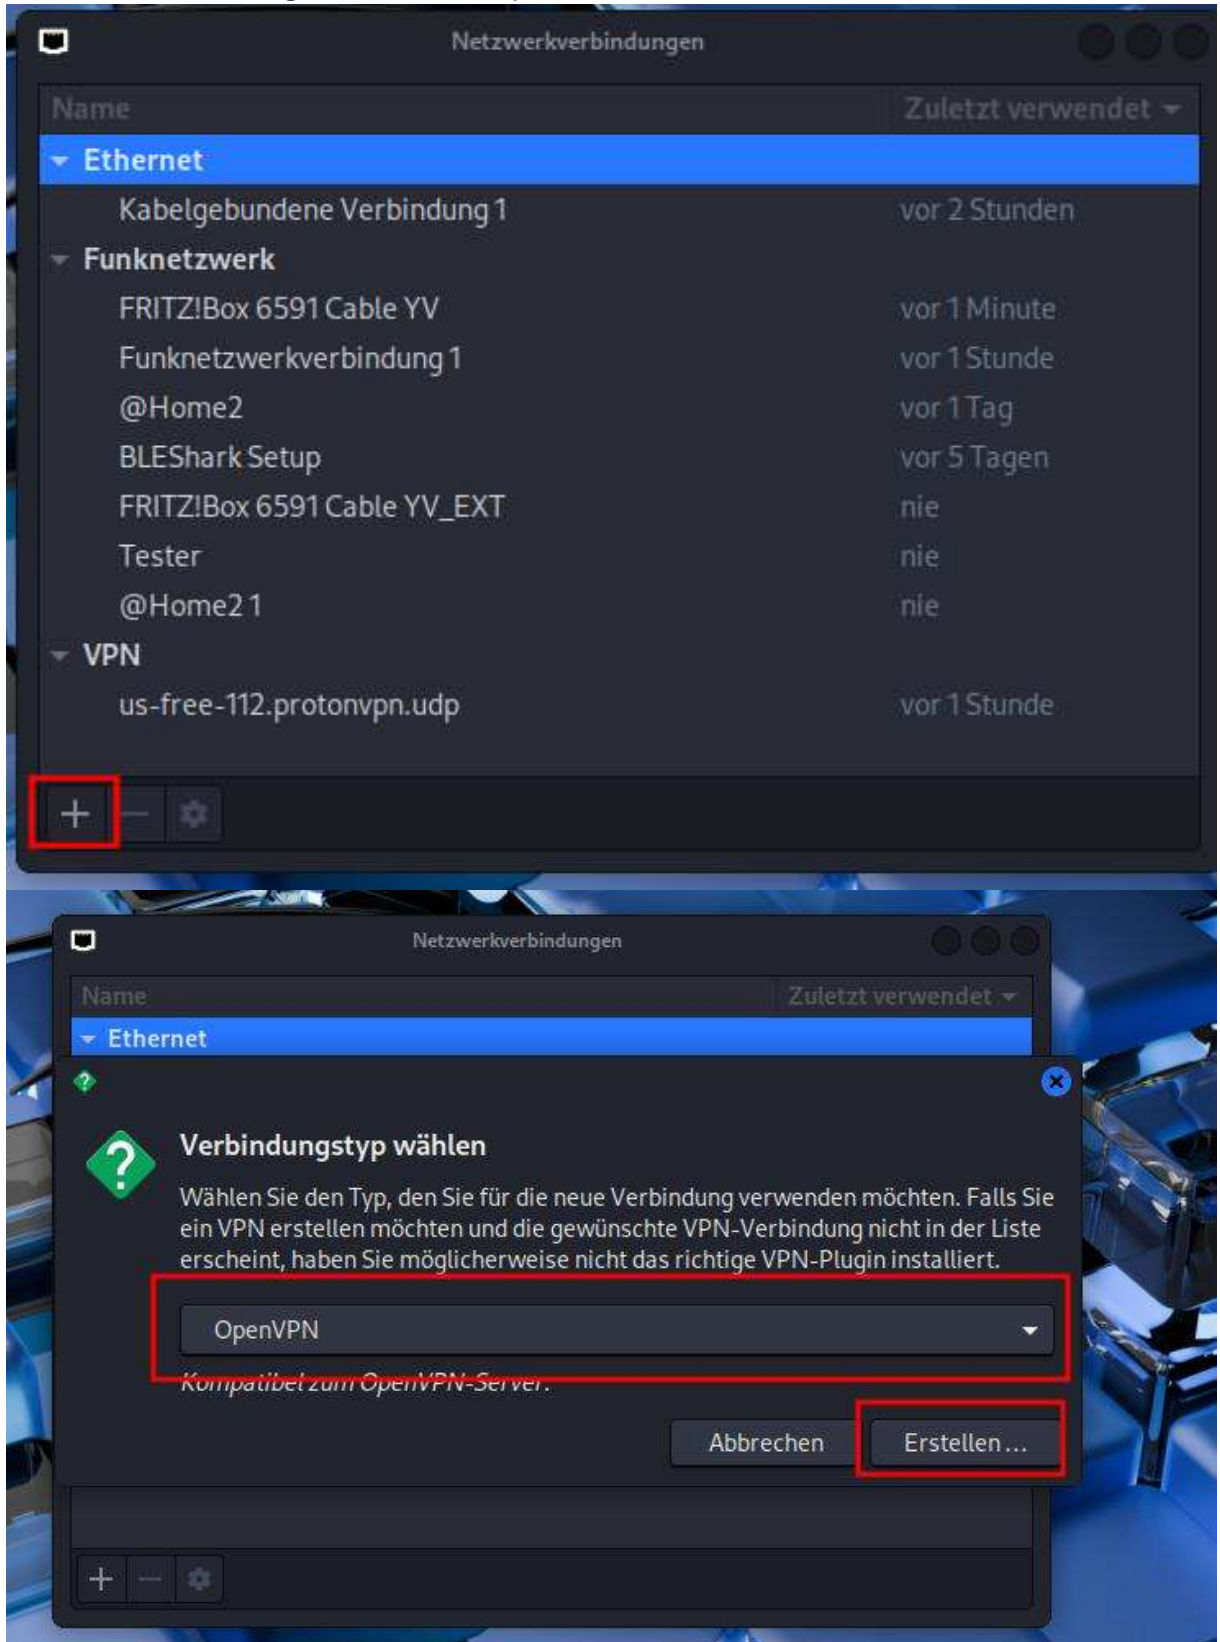 Netzwerkverbindungen
Name Zuletzt verwendet
Ethernet
Kabelgebundene Verbindung 1 vor 2 Stunden
Funknetzwerk
FRITZ!Box 6591 Cable YV vor 1 Minute
Funknetzwerkverbindung 1 vor 1 Stunde
@Home2 vor 1 Tag
BLEShark Setup vor 5 Tagen
FRITZ!Box 6591 Cable YV_EXT nie
Tester nie
@Home2 1 nie
VPN
us-free-112.protonvpn.udp vor 1 Stunde
Netzwerkverbindungen
Name Zuletzt verwendet
Ethernet
Verbindungstyp wählen
Wählen Sie den Typ, den Sie für die neue Verbindung verwenden möchten. Falls Sie
ein VPN erstellen möchten und die gewünschte VPN-Verbindung nicht in der Liste
erscheint, haben Sie möglicherweise nicht das richtige VPN-Plugin installiert.
OpenVPN
Kompatibel zum OpenVPN-Server.
Abbrechen Erstellen …